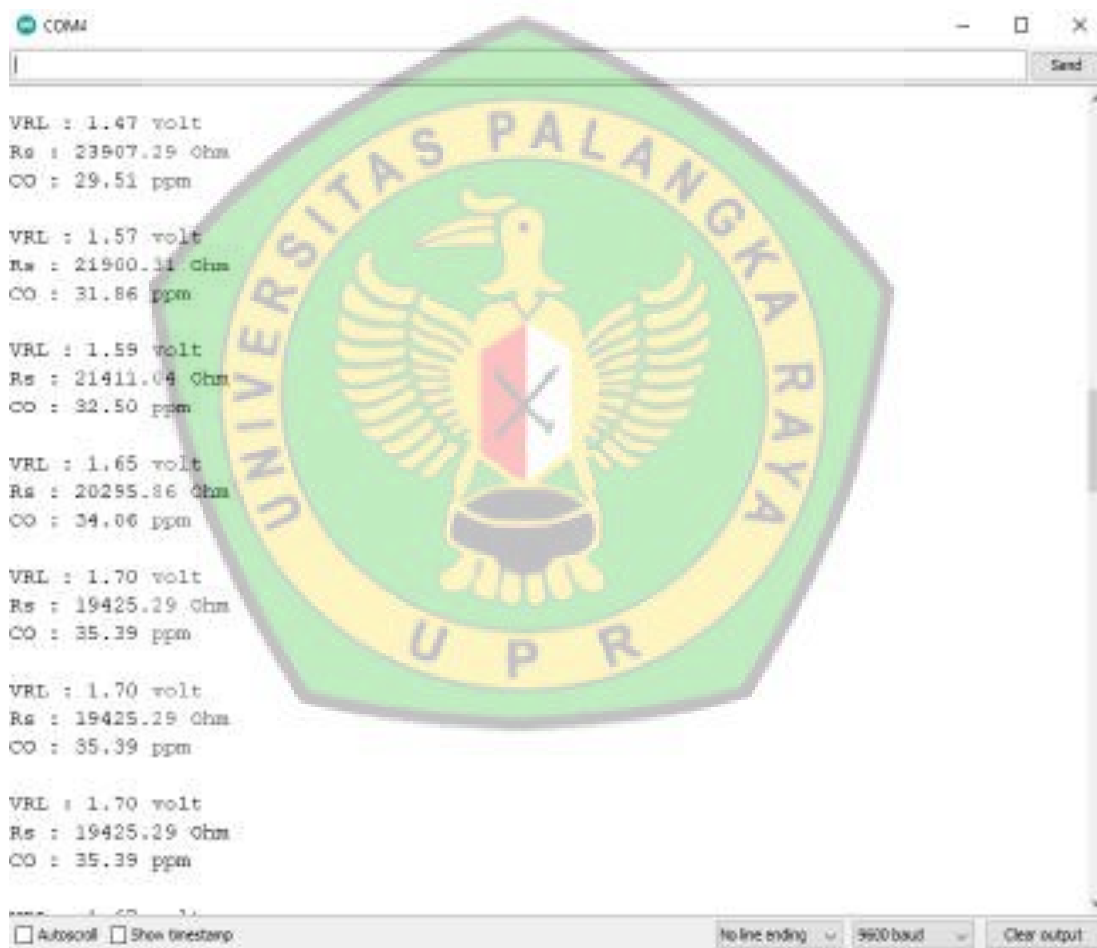 COM4
Send
VRL : 1.47 volt
Rs : 23907.29 Ohm
CO : 29.51 ppm
VRL : 1.57 volt
Rs : 21900.31 Ohm
CO : 31.86 ppm
VRL : 1.59 volt
Rs : 21411.04 Ohm
CO : 32.50 ppm
VRL : 1.65 volt
Rs : 20295.86 Ohm
CO : 34.06 ppm
VRL : 1.70 volt
Rs : 19425.29 Ohm
CO : 35.39 ppm
VRL : 1.70 volt
Rs : 19425.29 Ohm
CO : 35.39 ppm
VRL : 1.70 volt
Rs : 19425.29 Ohm
CO : 35.39 ppm
UNIVERSITAS PALANGKA RAYA
UPR
Autoscroll Show timestamp
No line ending 9600 baud Clear output